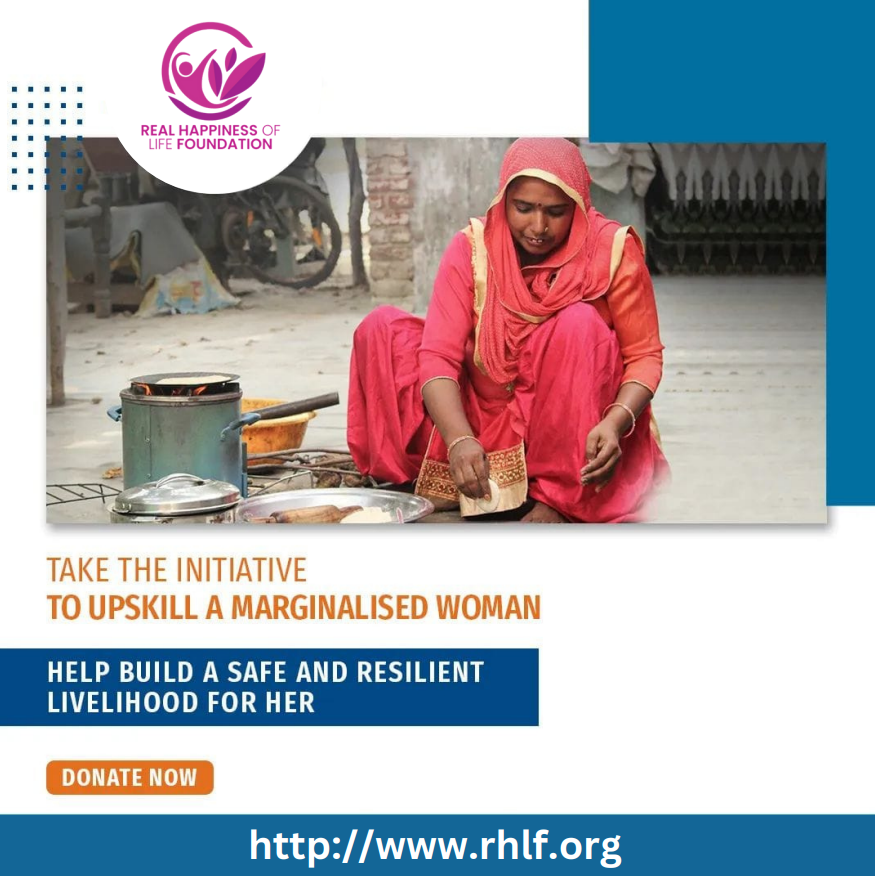 REAL HAPPINESS OF
LIFE FOUNDATION
TAKE THE INITIATIVE
TO UPSKILL A MARGINALISED WOMAN
HELP BUILD A SAFE AND RESILIENT
LIVELIHOOD FOR HER
DONATE NOW
http://www.rhlf.org